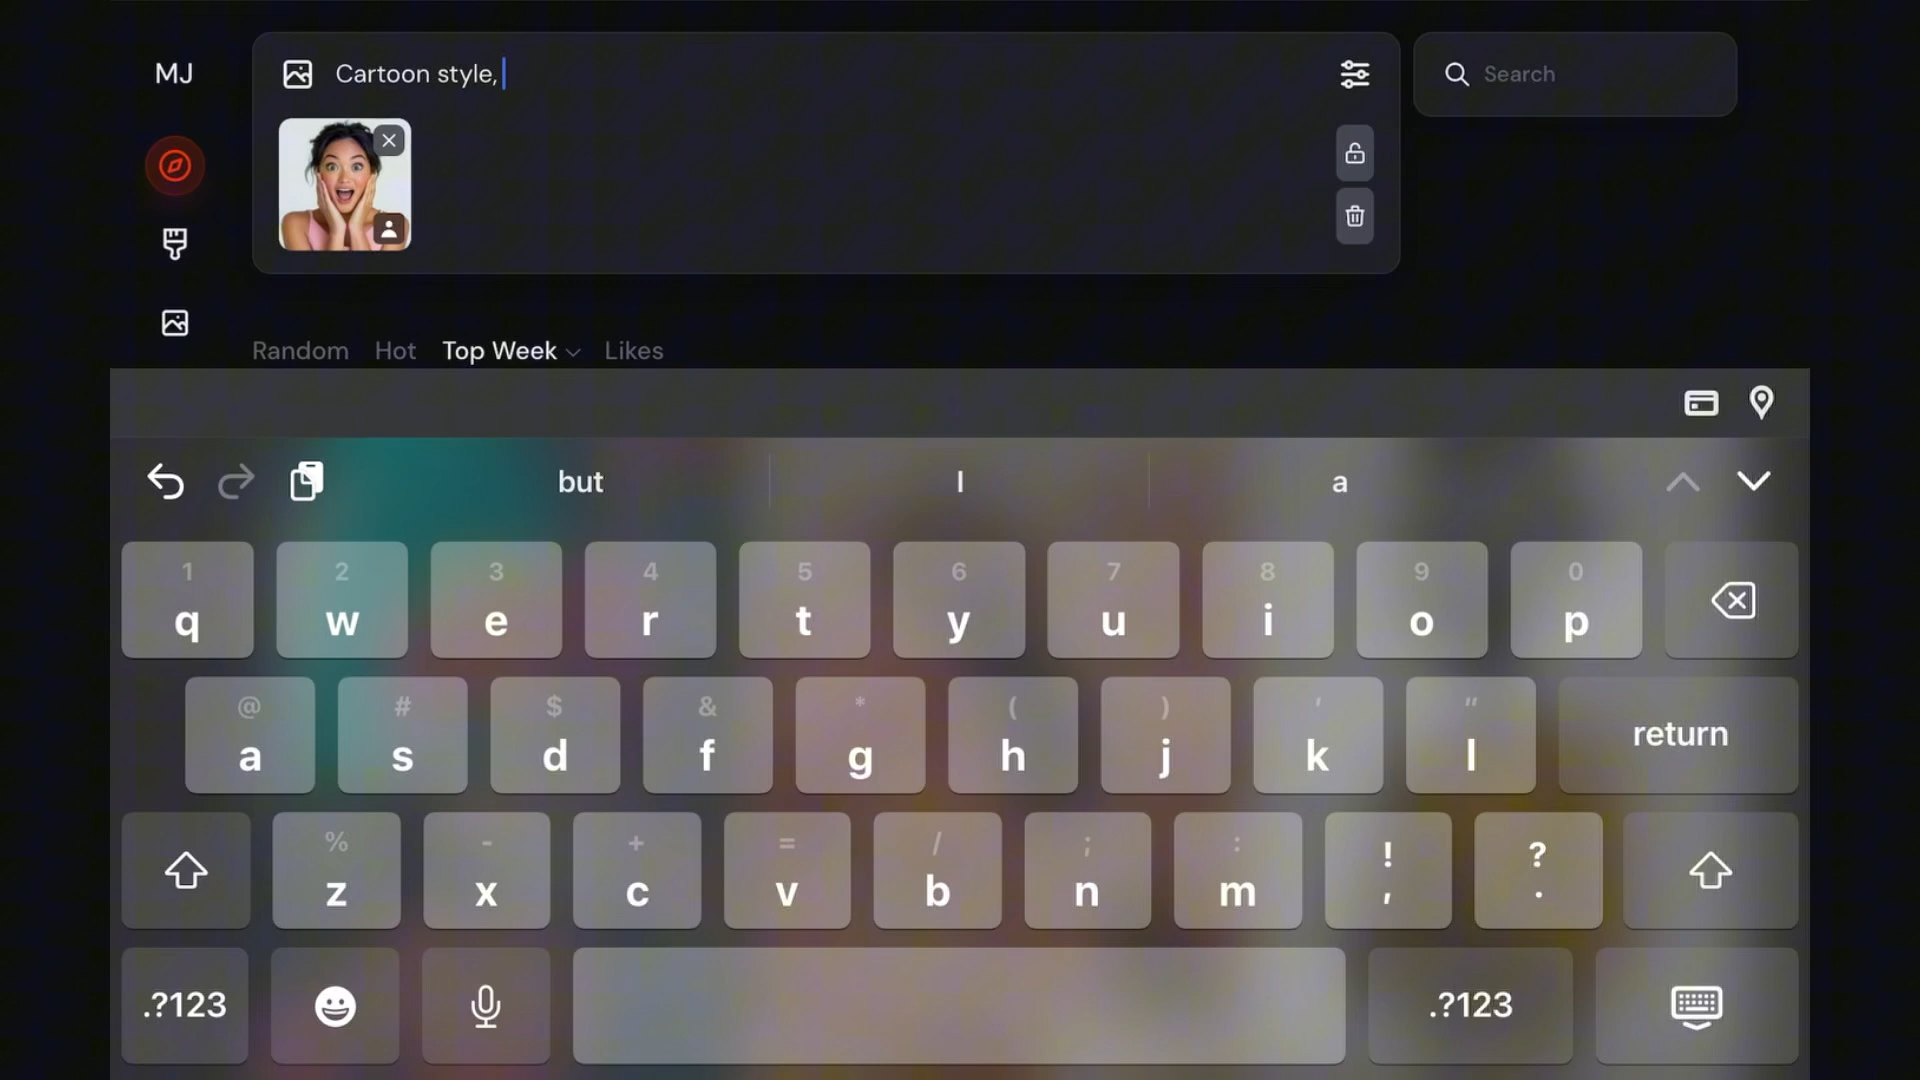 MJ
Cartoon style,
Search
Random Hot Top Week Likes
but I a
1 2 3 4 5 6 7 8 9 0
q w e r t y u i o p
@ # $ & * ( ) ' "
a s d f g h j k l return
% - + = / ; : ! ?
z x c v b n m , .
.?123 .?123